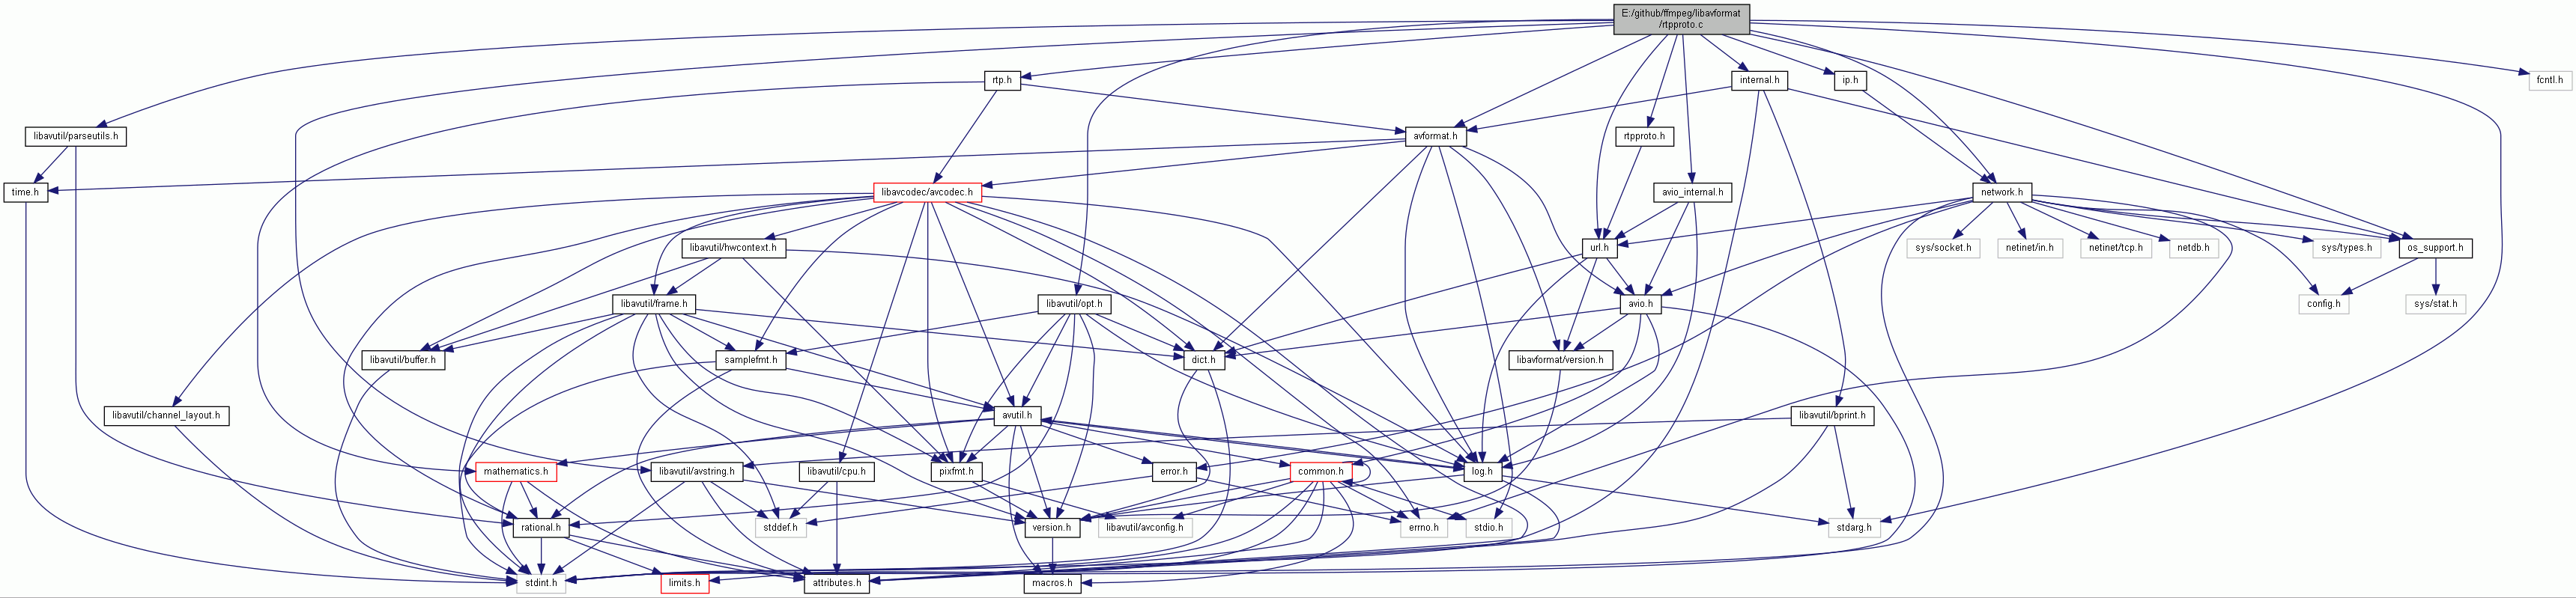 E:/github/ffmpeg/libavformat
/rtpproto.c
rtp.h
internal.h
ip.h
fcntl.h
libavutil/parseutils.h
avformat.h
rtpproto.h
time.h
libavcodec/avcodec.h
avio_internal.h
network.h
libavutil/hwcontext.h
url.h
sys/socket.h
netinet/in.h
netinet/tcp.h
netdb.h
sys/types.h
os_support.h
libavutil/frame.h
libavutil/opt.h
avio.h
config.h
sys/stat.h
libavutil/buffer.h
samplefmt.h
dict.h
libavformat/version.h
libavutil/channel_layout.h
avutil.h
libavutil/bprint.h
mathematics.h
libavutil/avstring.h
libavutil/cpu.h
pixfmt.h
error.h
common.h
log.h
rational.h
stddef.h
version.h
libavutil/avconfig.h
errno.h
stdio.h
stdarg.h
stdint.h
limits.h
attributes.h
macros.h